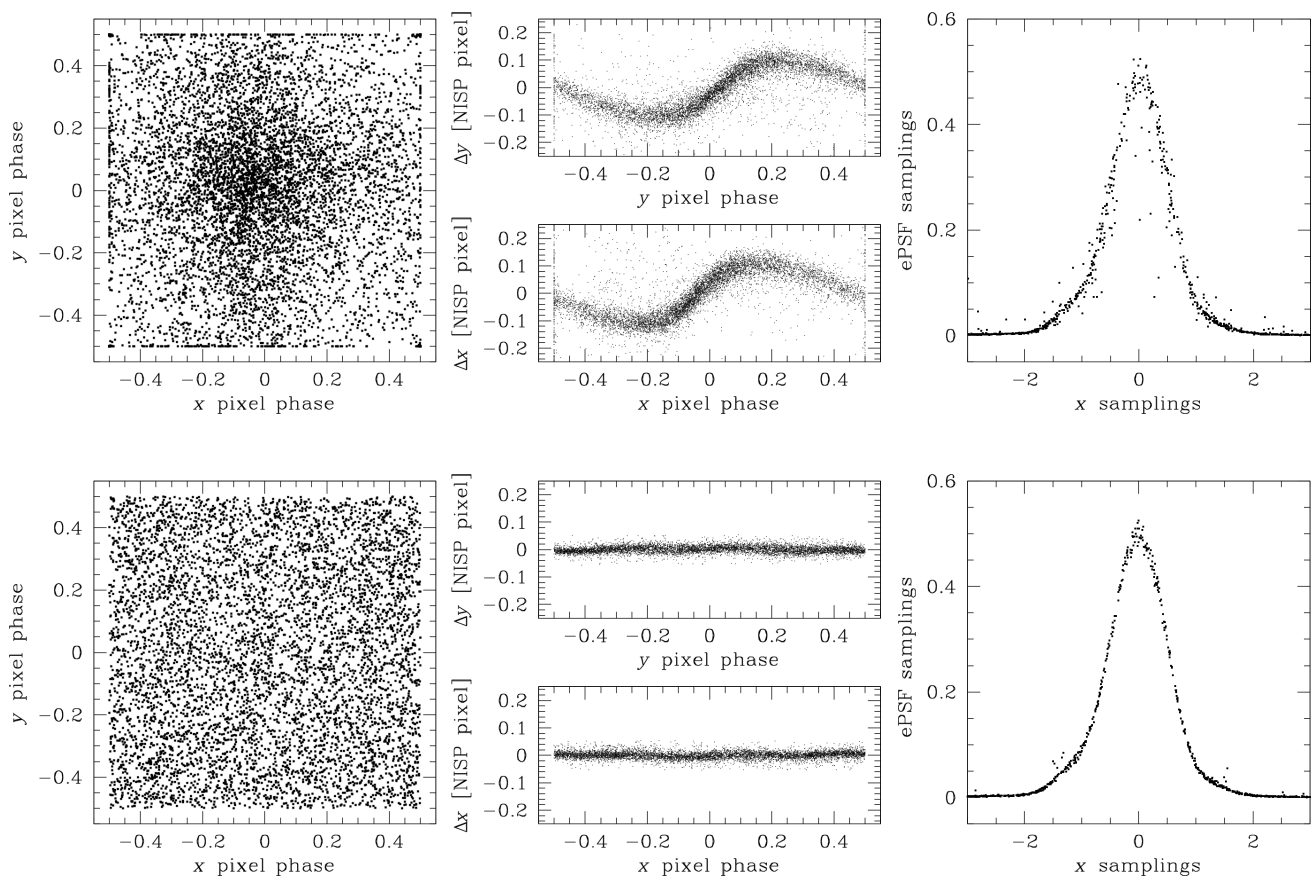 0.4
0.2
0
−0.2
−0.4
y pixel phase
−0.4 −0.2 0 0.2 0.4
x pixel phase
0.2
0.1
0
−0.1
−0.2
Δy [NISP pixel]
−0.4 −0.2 0 0.2 0.4
y pixel phase
0.2
0.1
0
−0.1
−0.2
Δx [NISP pixel]
−0.4 −0.2 0 0.2 0.4
x pixel phase
0.6
0.4
0.2
0
ePSF samplings
−2 0 2
x samplings
0.4
0.2
0
−0.2
−0.4
y pixel phase
−0.4 −0.2 0 0.2 0.4
x pixel phase
0.2
0.1
0
−0.1
−0.2
Δy [NISP pixel]
−0.4 −0.2 0 0.2 0.4
y pixel phase
0.2
0.1
0
−0.1
−0.2
Δx [NISP pixel]
−0.4 −0.2 0 0.2 0.4
x pixel phase
0.6
0.4
0.2
0
ePSF samplings
−2 0 2
x samplings